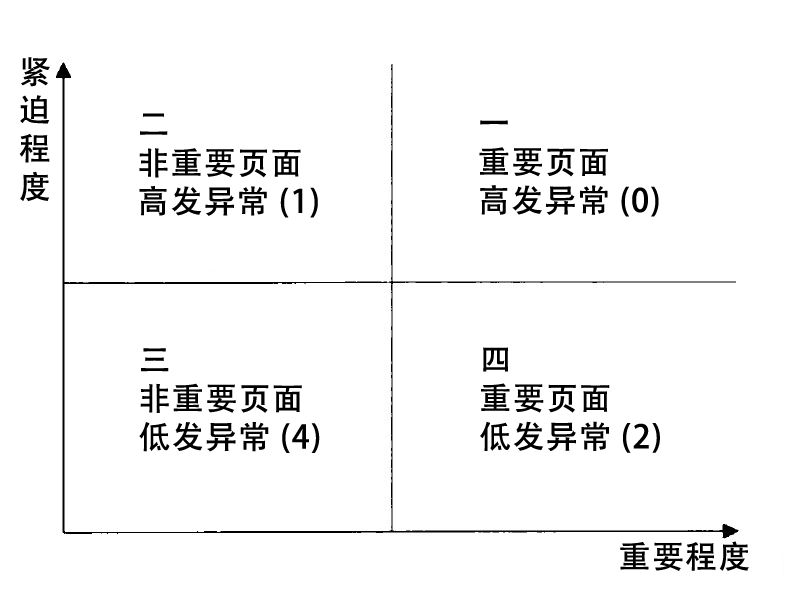 紧迫程度
二
非重要页面
高发异常 (1)
一
重要页面
高发异常 (0)
三
非重要页面
低发异常 (4)
四
重要页面
低发异常 (2)
重要程度